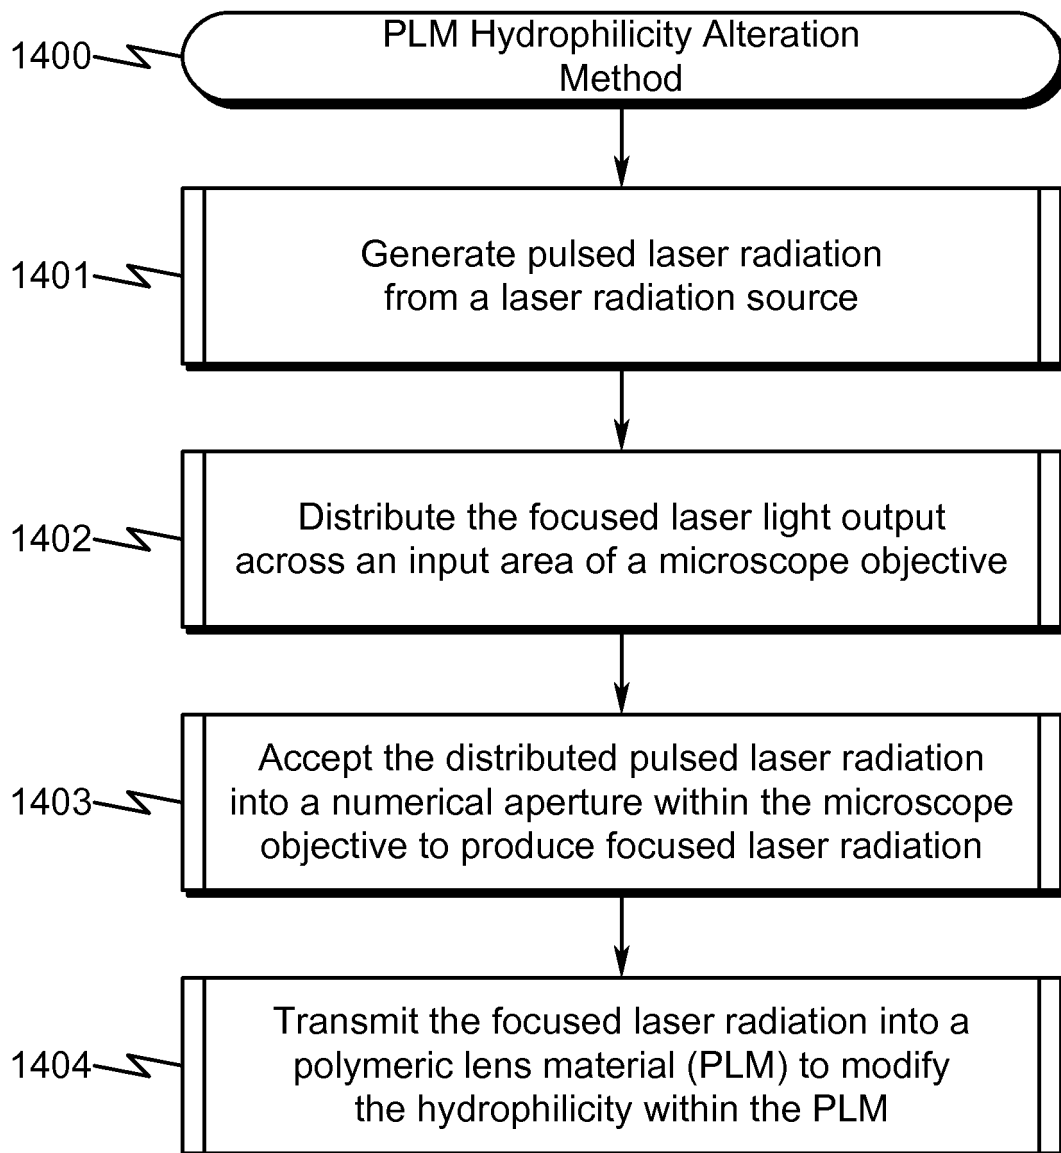 1400
PLM Hydrophilicity Alteration
Method
1401
Generate pulsed laser radiation
from a laser radiation source.
1402
Distribute the focused laser light output
across an input area of a microscope objective
1403
Accept the distributed pulsed laser radiation
into a numerical aperture within the microscope
objective to produce focused laser radiation
1404
Transmit the focused laser radiation into a
polymeric lens material (PLM) to modify
the hydrophilicity within the PLM